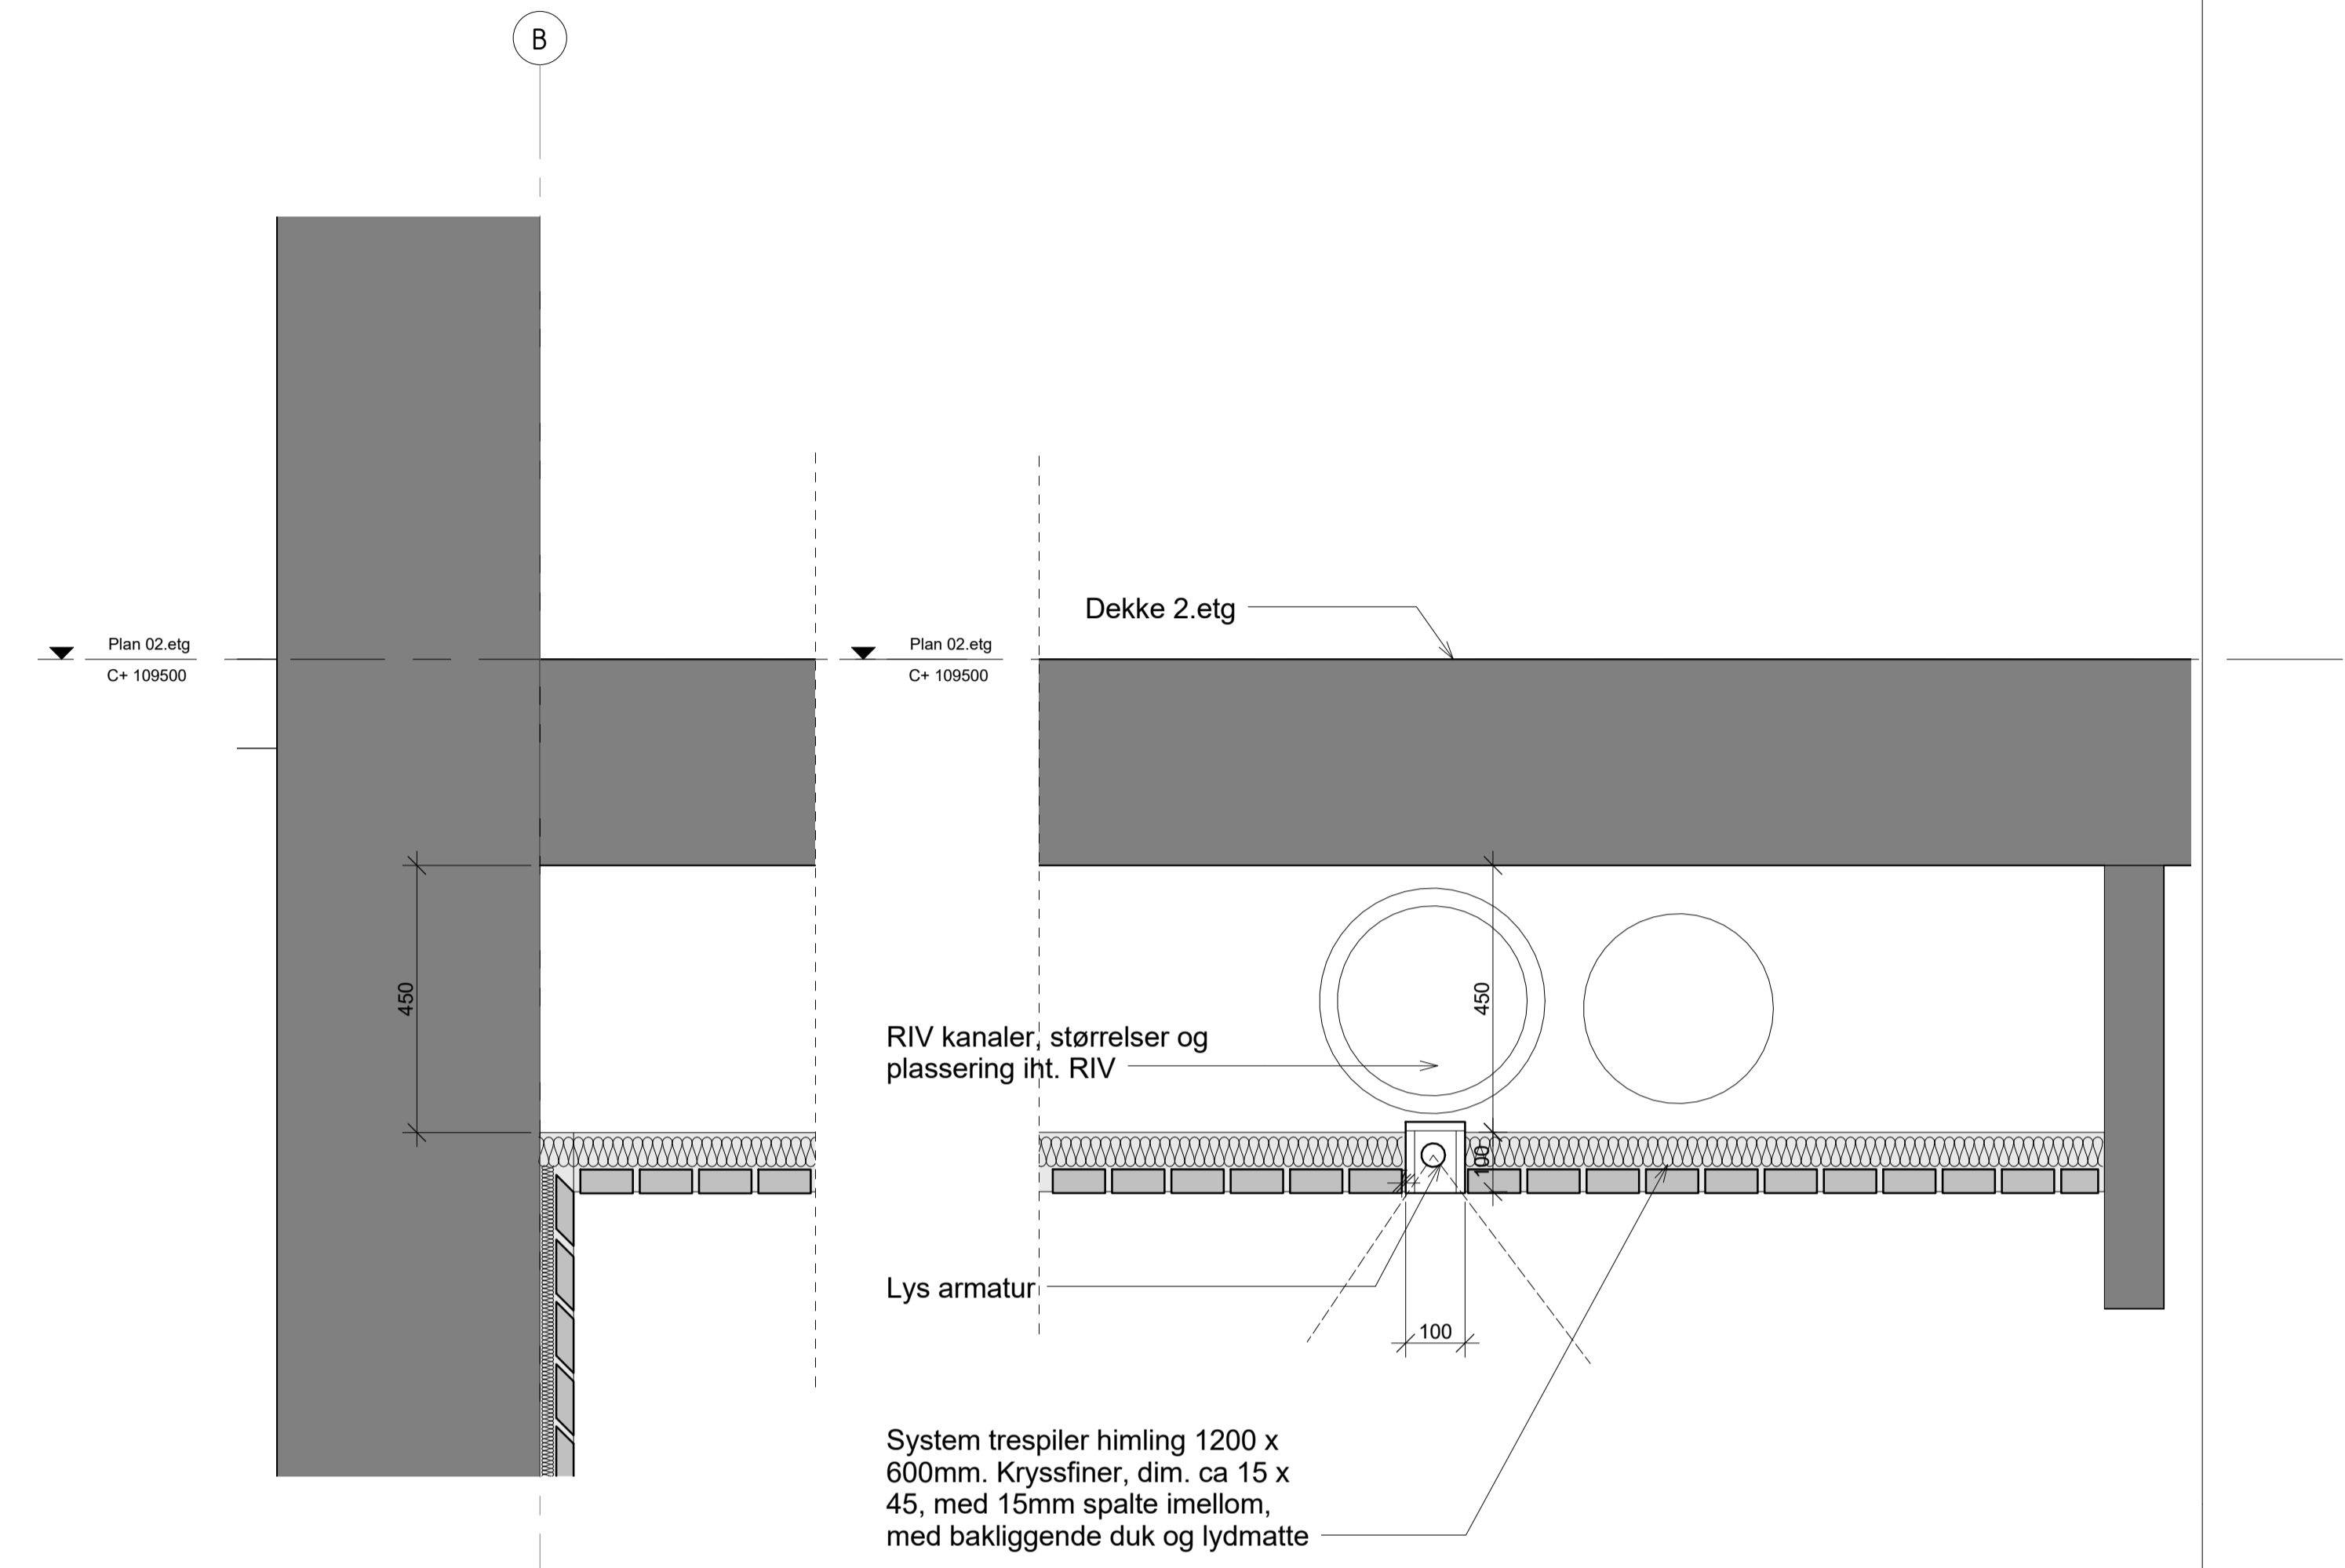 B
Dekke 2.etg
Plan 02.etg
C+ 109500
Plan 02.etg
C+ 109500
450
450
RIV kanaler, størrelser og
plassering iht. RIV
100
Lys armatur
100
System trespiler himling 1200 x
600mm. Kryssfiner, dim. ca 15 x
45, med 15mm spalte imellom,
med bakliggende duk og lydmatte